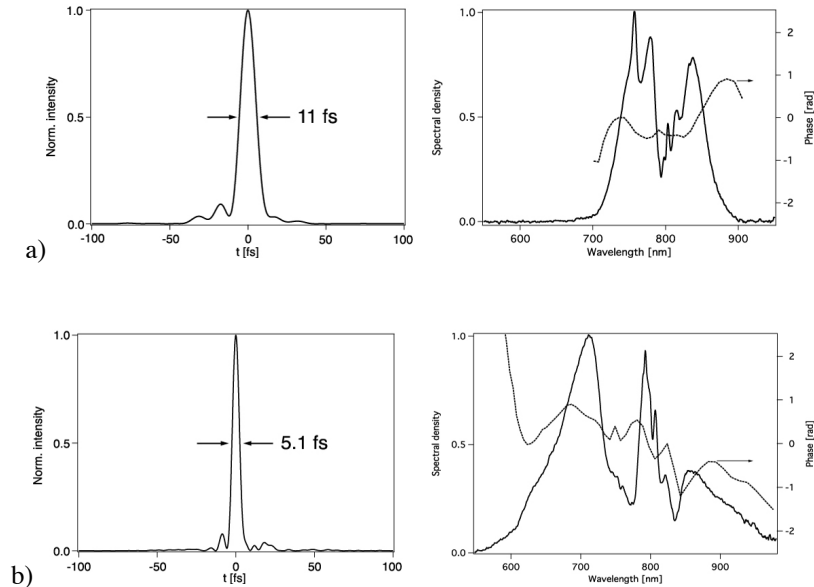 1.0
0.5
0.0
Norm. intensity
11 fs
-100
-50
0
50
100
t [fs]
a)
1.0
0.5
0.0
Spectral density
600
700
800
900
Wavelength [nm]
2
1
0
-1
-2
Phase [rad]
1.0
0.5
0.0
Norm. intensity
5.1 fs
-100
-50
0
50
100
t [fs]
b)
1.0
0.5
0.0
Spectral density
600
700
800
900
Wavelength [nm]
2
1
0
-1
-2
Phase [rad]